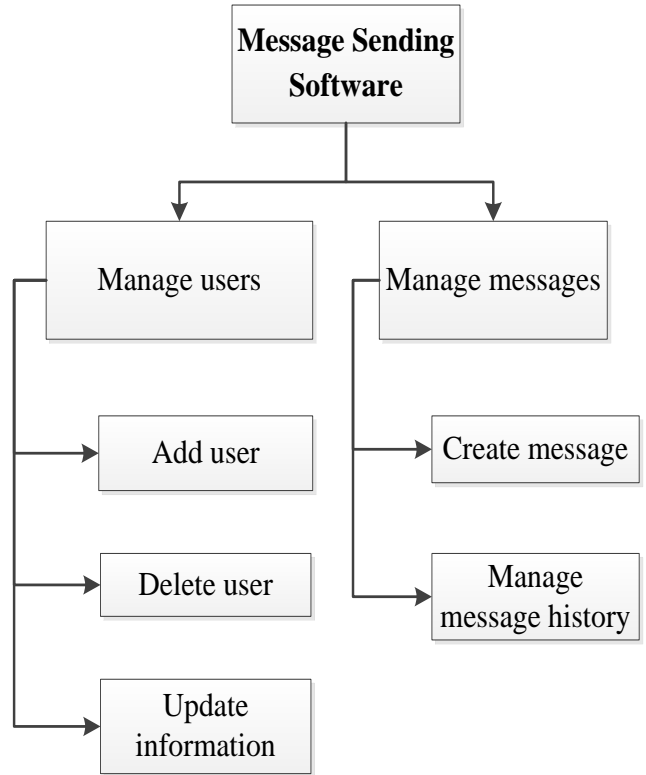 Message Sending
Software
Manage users
Manage messages
Add user
Create message
Delete user
Manage
message history
Update
information